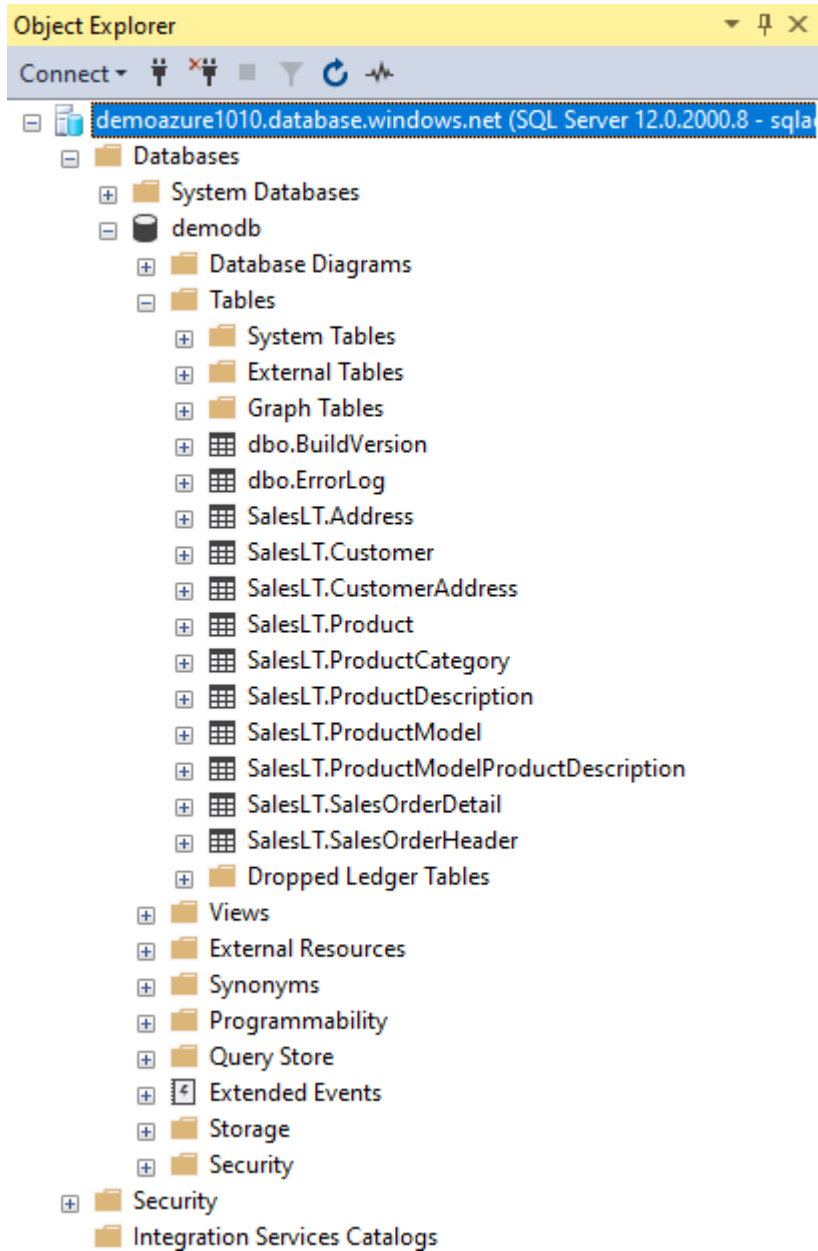 Object Explorer
Connect
demoazure1010.database.windows.net (SQL Server 12.0.2000.8 - sqla
Databases
System Databases
demodb
Database Diagrams
Tables
System Tables
External Tables
Graph Tables
dbo.BuildVersion
dbo.ErrorLog
SalesLT.Address
SalesLT.Customer
SalesLT.CustomerAddress
SalesLT.Product
SalesLT.ProductCategory
SalesLT.ProductDescription
SalesLT.ProductModel
SalesLT.ProductModelProductDescription
SalesLT.SalesOrderDetail
SalesLT.SalesOrderHeader
Dropped Ledger Tables
Views
External Resources
Synonyms
Programmability
Query Store
Extended Events
Storage
Security
Security
Integration Services Catalogs